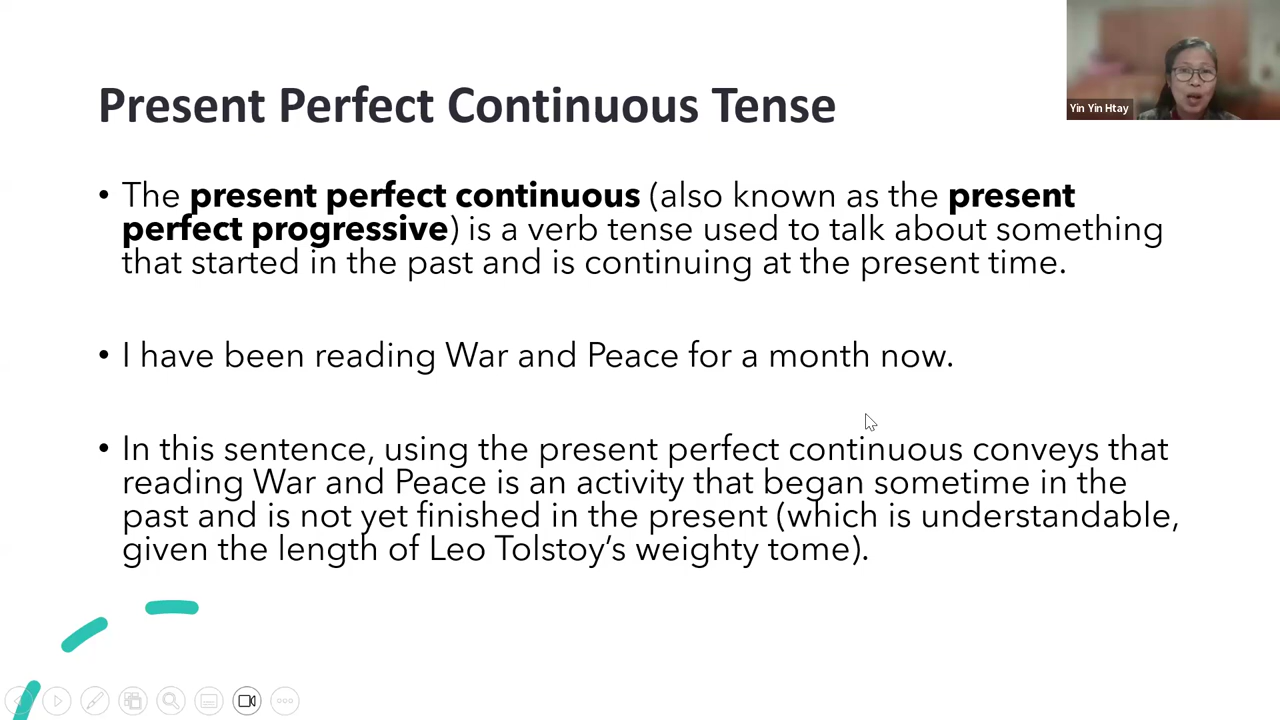 Present Perfect Continuous Tense
Yin Yin Htay
• The present perfect continuous (also known as the present
perfect progressive) is a verb tense used to talk about something
that started in the past and is continuing at the present time.
• I have been reading War and Peace for a month now.
• In this sentence, using the present perfect continuous conveys that
reading War and Peace is an activity that began sometime in the
past and is not yet finished in the present (which is understandable,
given the length of Leo Tolstoy’s weighty tome).